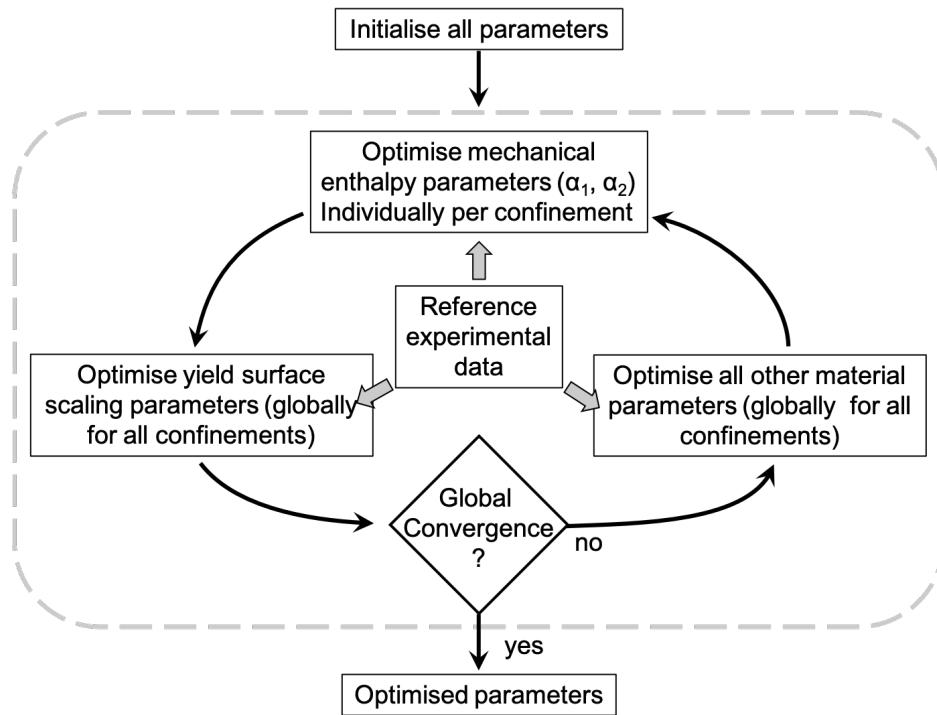 Initialise all parameters
Optimise mechanical
enthalpy parameters (α₁, α₂)
Individually per confinement
Reference
experimental
data
Optimise yield surface
scaling parameters (globally
for all confinements)
Optimise all other material
parameters (globally for all
confinements)
Global
Convergence
?
no
yes
Optimised parameters